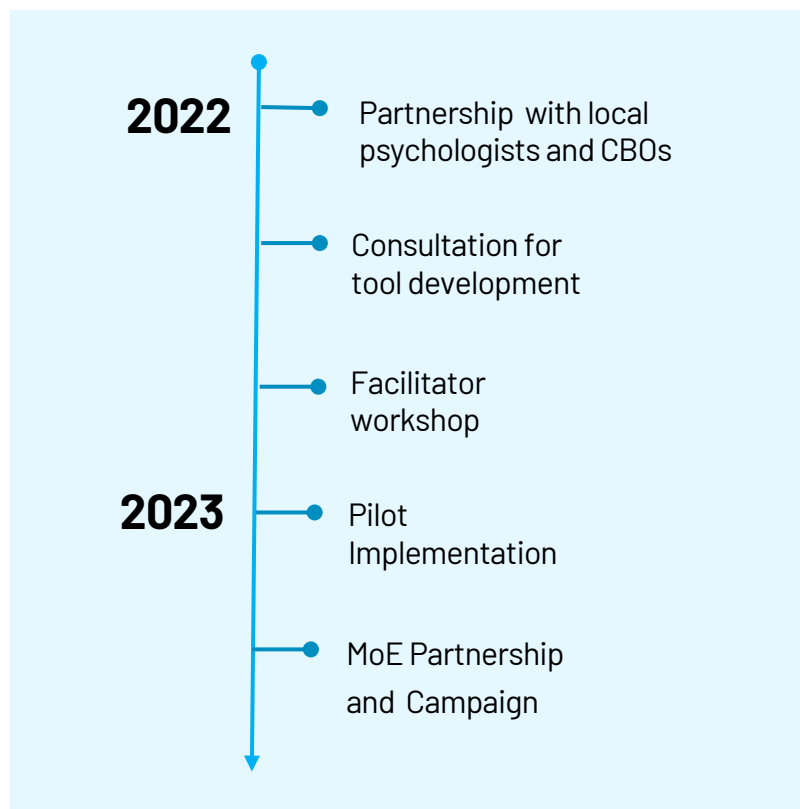 2022
Partnership with local
psychologists and CBOs
Consultation for
tool development
Facilitator
workshop
2023
Pilot
Implementation
MoE Partnership
and Campaign